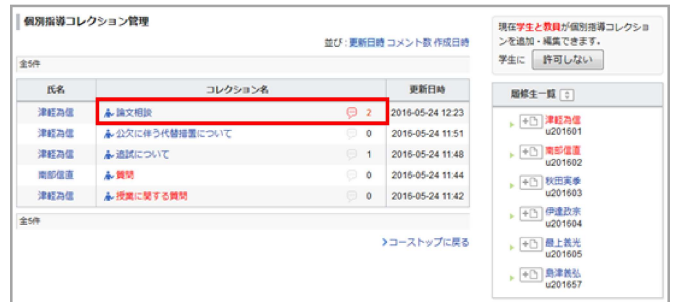 個別指導コレクション管理
並び : 更新日時 コメント数 作成日時
全5件
氏名 コレクション名 更新日時
津軽為信 論文相談 2 2016-05-24 12:23
津軽為信 公欠に伴う代替措置について 0 2016-05-24 11:51
津軽為信 追試について 1 2016-05-24 11:48
南部信直 質問 0 2016-05-24 11:44
津軽為信 授業に関する質問 0 2016-05-24 11:42
全5件
コーストップに戻る
現在学生と教員が個別指導コレクショ
ンを追加・編集できます。
学生に 許可しない
履修生一覧
津軽為信
u201601
南部信直
u201602
秋田実季
u201603
伊達政宗
u201604
最上義光
u201605
島津義弘
u201657